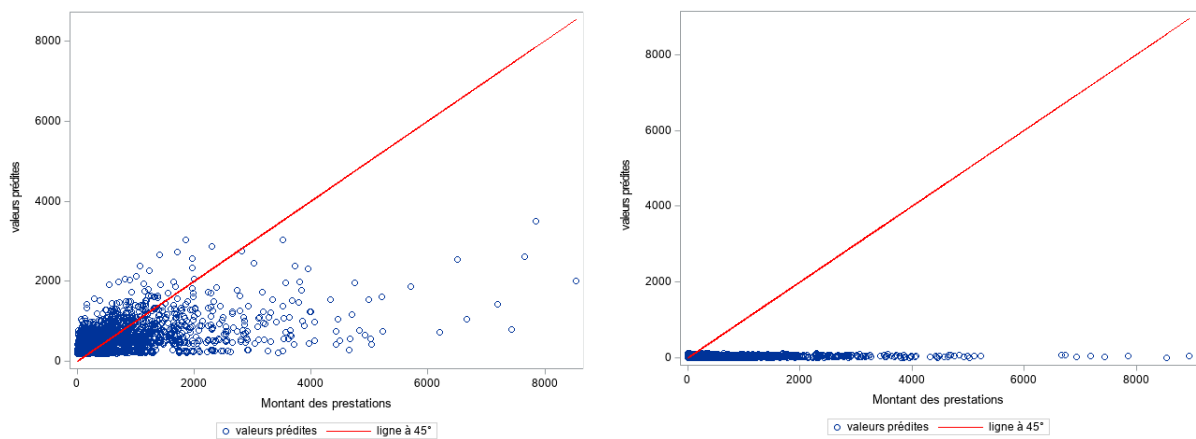 8000
6000
4000
2000
0
valeurs prédites
0 2000 4000 6000 8000
Montant des prestations
valeurs prédites ligne à 45°
8000
6000
4000
2000
0
valeurs prédites
0 2000 4000 6000 8000
Montant des prestations
valeurs prédites ligne à 45°